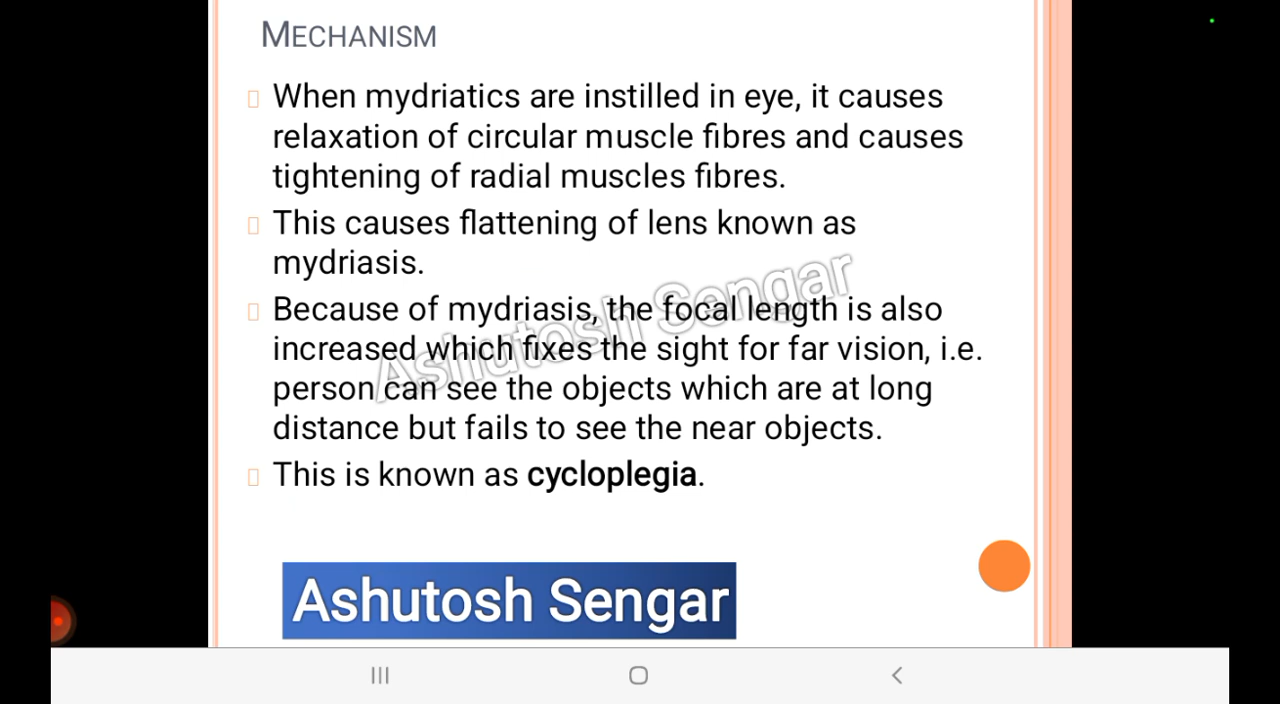 MECHANISM
When mydriatics are instilled in eye, it causes
relaxation of circular muscle fibres and causes
tightening of radial muscles fibres.
This causes flattening of lens known as
mydriasis.
Because of mydriasis, the focal length is also
increased which fixes the sight for far vision, i.e.
person can see the objects which are at long
distance but fails to see the near objects.
This is known as cycloplegia.
Ashutosh Sengar
Ashutosh Sengar